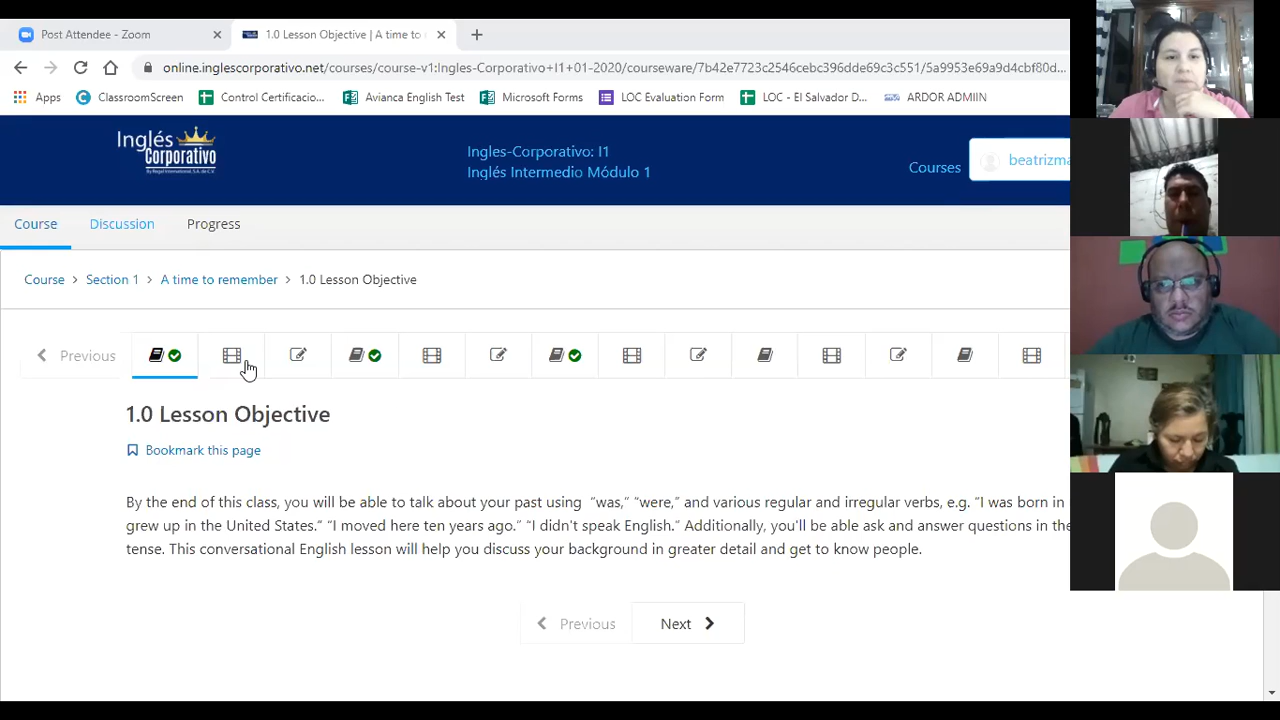 Post Attendee - Zoom
1.0 Lesson Objective | A time to
online.inglescorporativo.net/courses/course-v1:Ingles-Corporativo+I1+01-2020/courseware/7b42e7723c2546cebc396dde69c3c551/5a9953e69a9d4cbf80d...
Apps ClassroomScreen Control Certificacio... Avianca English Test Microsoft Forms LOC Evaluation Form LOC - El Salvador D... ARDOR ADMIIN
Inglés
Corporativo
By Regal International, S.A. de C.V.
Ingles-Corporativo: I1
Inglés Intermedio Módulo 1
Courses
beatrizma
Course Discussion Progress
Course > Section 1 > A time to remember > 1.0 Lesson Objective
Previous
1.0 Lesson Objective
Bookmark this page
By the end of this class, you will be able to talk about your past using “was,” “were,” and various regular and irregular verbs, e.g. “I was born in
grew up in the United States.” “I moved here ten years ago.” “I didn't speak English.” Additionally, you'll be able ask and answer questions in the
tense. This conversational English lesson will help you discuss your background in greater detail and get to know people.
Previous Next